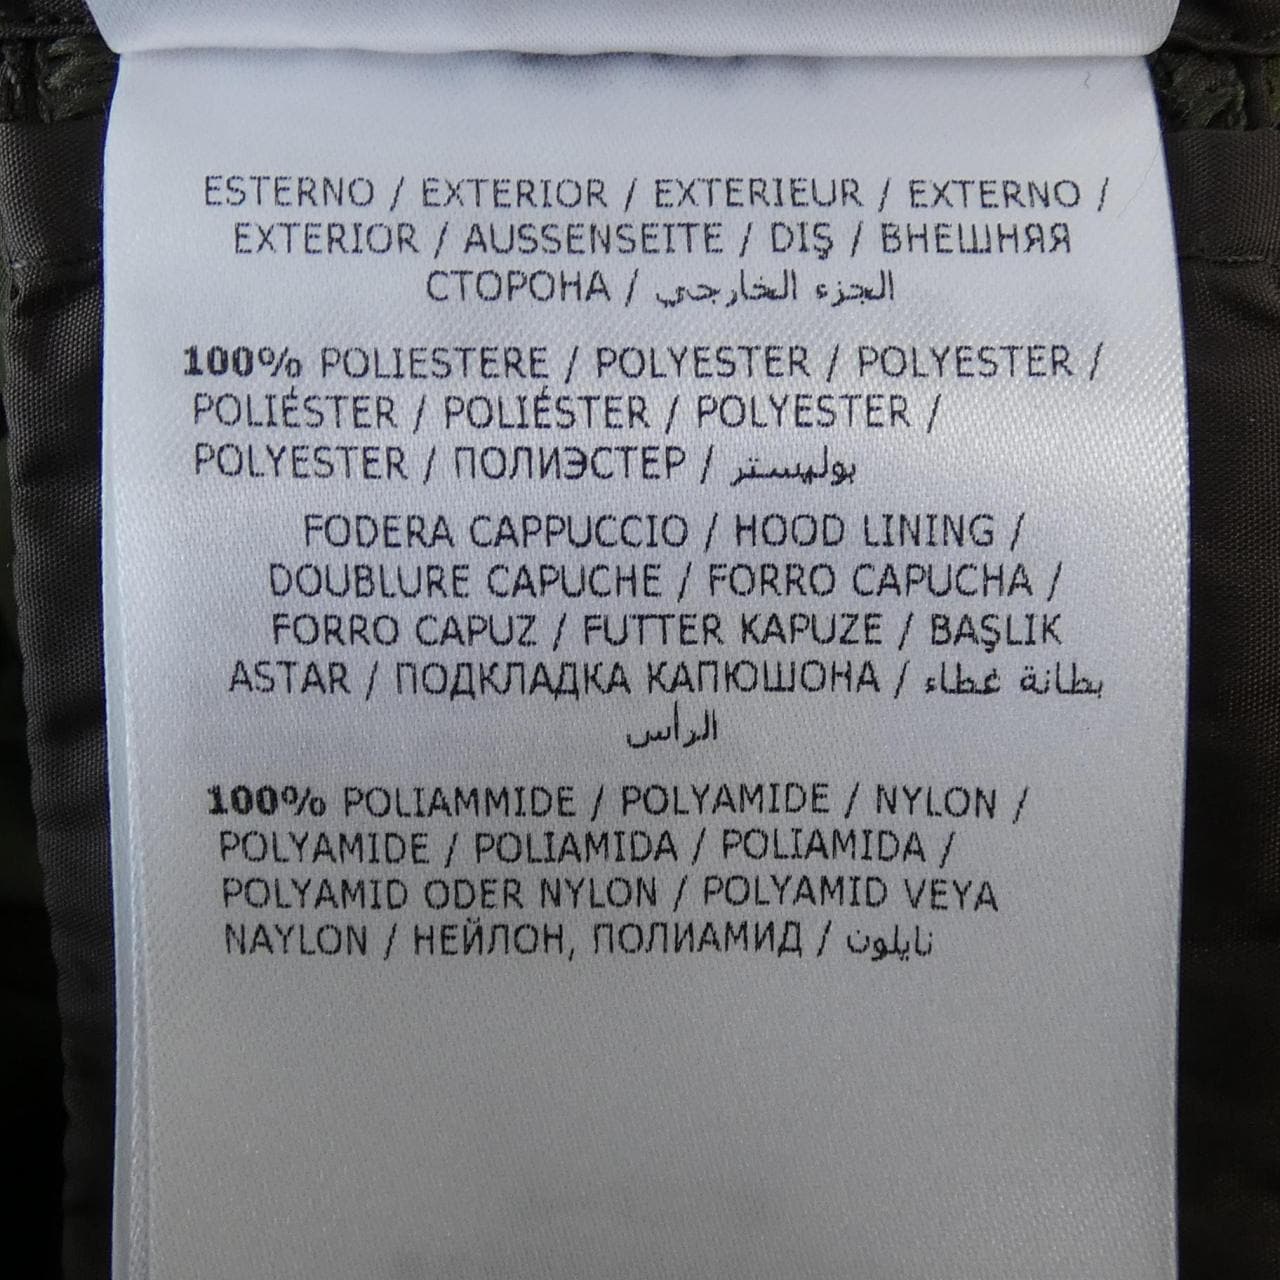 ESTERNO / EXTERIOR / EXTERIEUR / EXTERNO /
EXTERIOR / AUSSENSEITE / DIŞ / ВНЕШНЯЯ
СТОРОНА / الجزء الخارجي
100% POLIESTERE / POLYESTER / POLYESTER /
POLIÉSTER / POLIÉSTER / POLYESTER /
POLYESTER / ПОЛИЭСТЕР / بوليستر
FODERA CAPPUCCIO / HOOD LINING /
DOUBLURE CAPUCHE / FORRO CAPUCHA /
FORRO CAPUZ / FUTTER KAPUZE / BAŞLIK
ASTAR / ПОДКЛАДКА КАПЮШОНА / بطانة غطاء
الرأس
100% POLIAMMIDE / POLYAMIDE / NYLON /
POLYAMIDE / POLIAMIDA / POLIAMIDA /
POLYAMID ODER NYLON / POLYAMID VEYA
NAYLON / НЕЙЛОН, ПОЛИАМИД / نايلون